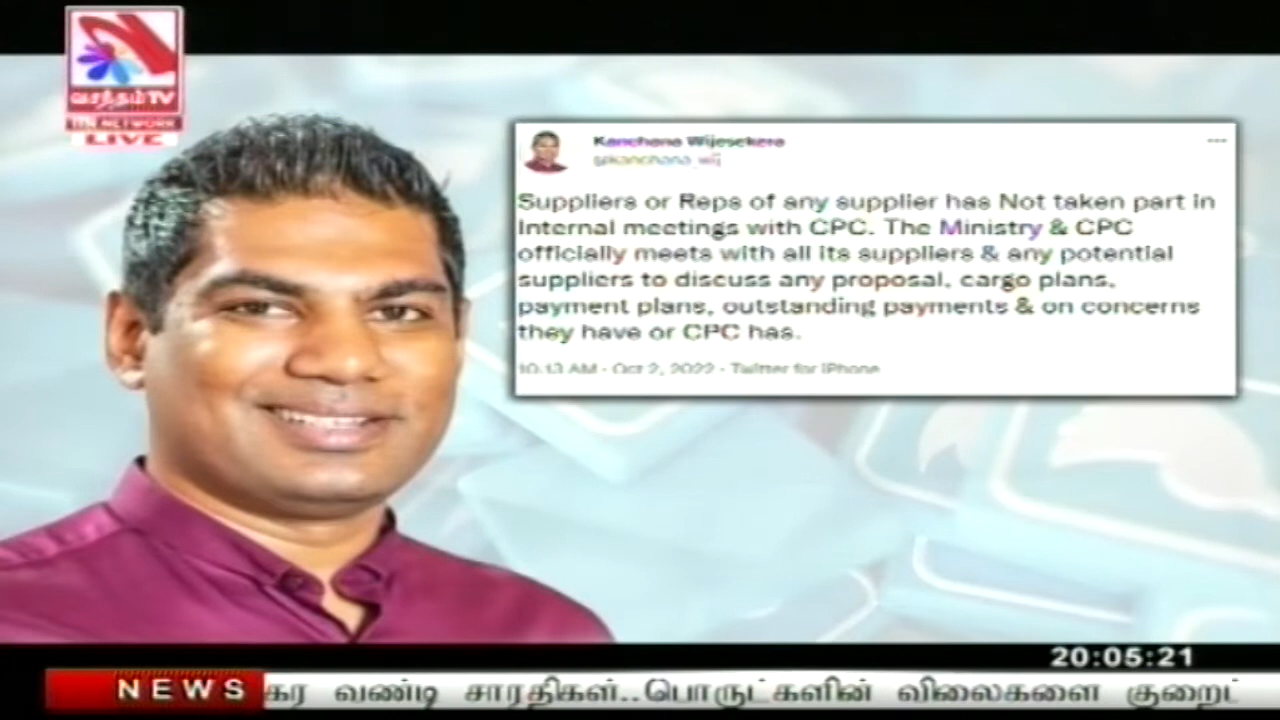 வசந்தம் TV
ITN NETWORK
LIVE
Kanchana Wijesekera
@kanchana_wij
Suppliers or Reps of any supplier has Not taken part in
Internal meetings with CPC. The Ministry & CPC
officially meets with all its suppliers & any potential
suppliers to discuss any proposal, cargo plans,
payment plans, outstanding payments & on concerns
they have or CPC has.
10:13 AM · Oct 2, 2022 · Twitter for iPhone
20:05:21
NEWS கர வண்டி சாரதிகள்..பொருட்களின் விலைகளை குறைட்